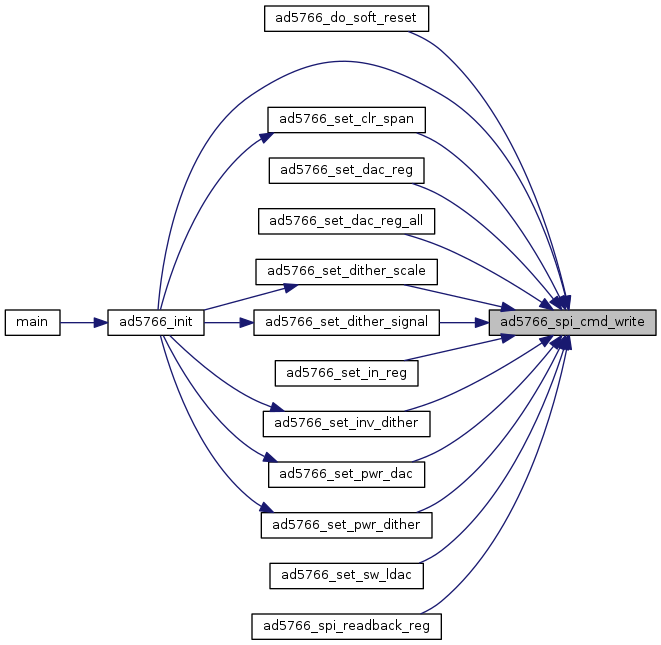 ad5766_do_soft_reset
ad5766_set_clr_span
ad5766_set_dac_reg
ad5766_set_dac_reg_all
ad5766_set_dither_scale
main
ad5766_init
ad5766_set_dither_signal
ad5766_spi_cmd_write
ad5766_set_in_reg
ad5766_set_inv_dither
ad5766_set_pwr_dac
ad5766_set_pwr_dither
ad5766_set_sw_ldac
ad5766_spi_readback_reg